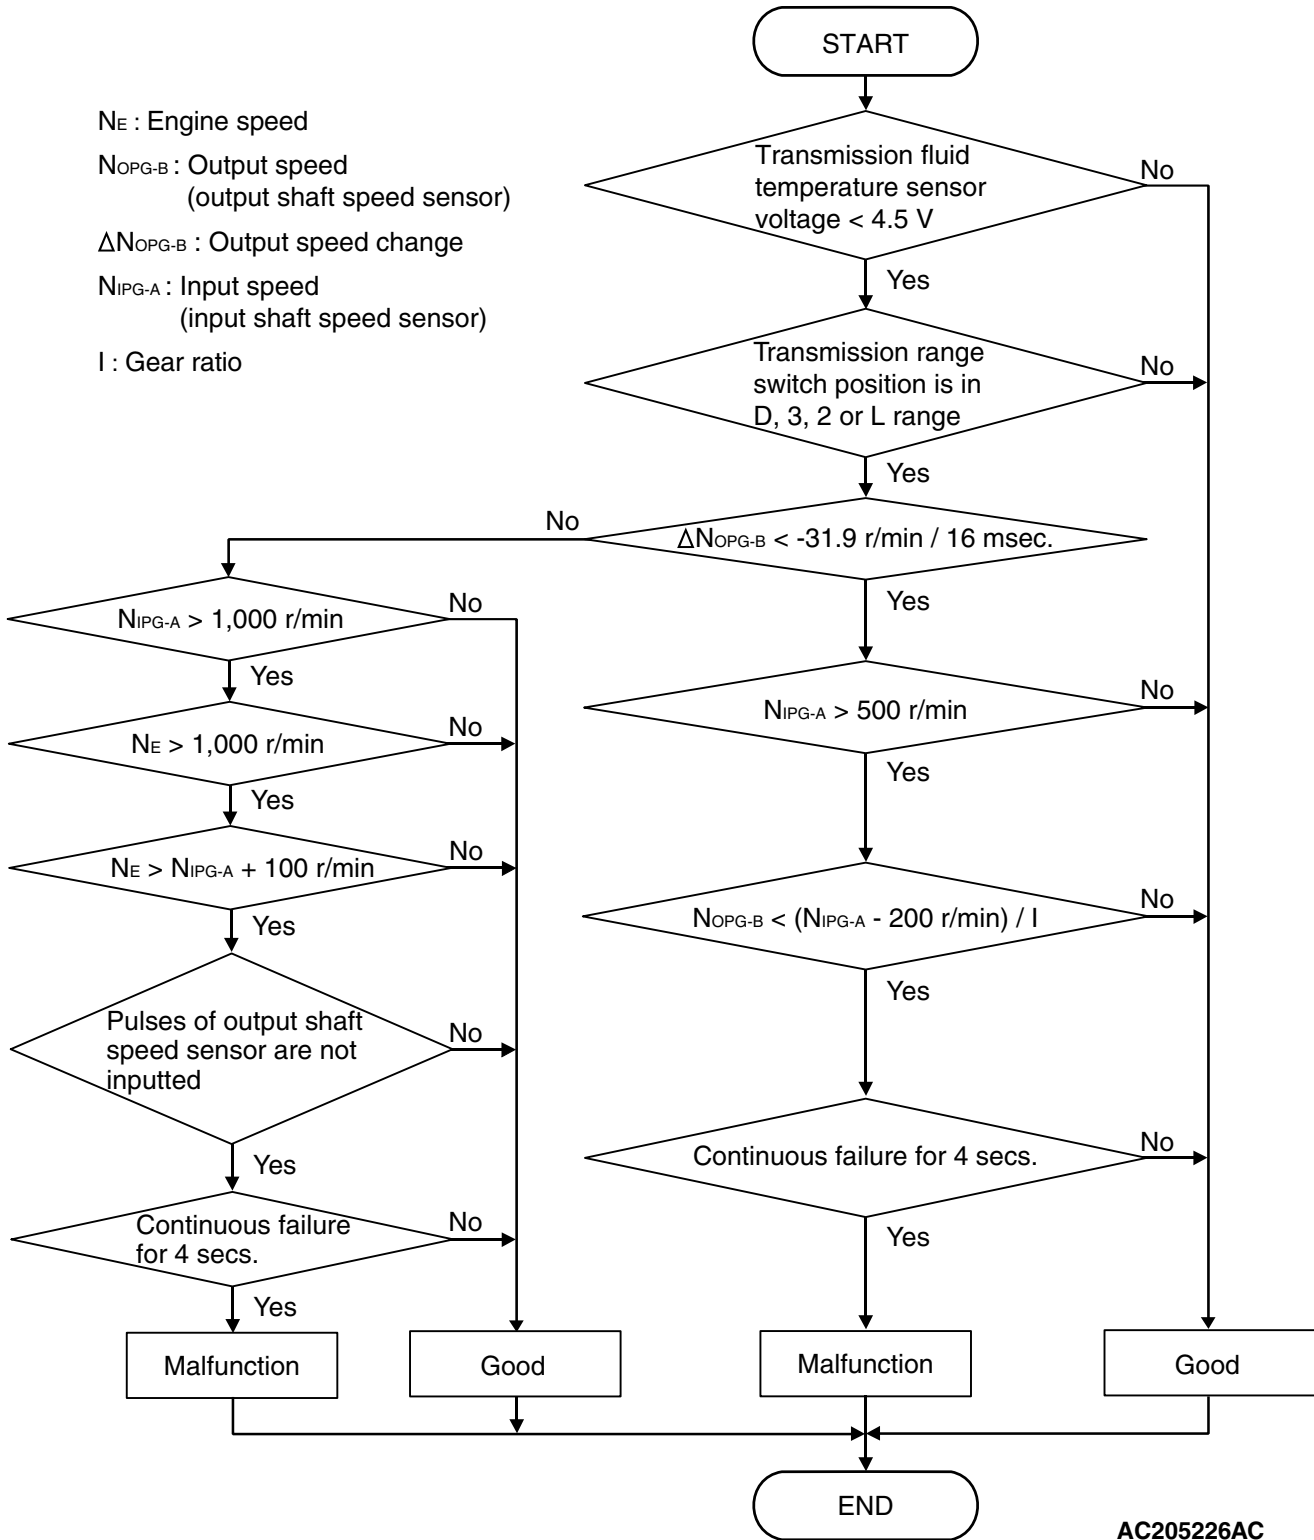 START
NE : Engine speed
NOPG-B : Output speed
(output shaft speed sensor)
ΔNOPG-B : Output speed change
NIPG-A : Input speed
(input shaft speed sensor)
I : Gear ratio
Transmission fluid
temperature sensor
voltage < 4.5 V
No
Yes
Transmission range
switch position is in
D, 3, 2 or L range
No
Yes
ΔNOPG-B < -31.9 r/min / 16 msec.
No
Yes
NIPG-A > 1,000 r/min
No
Yes
NE > 1,000 r/min
No
Yes
NE > NIPG-A + 100 r/min
No
Yes
Pulses of output shaft
speed sensor are not
inputted
No
Yes
Continuous failure
for 4 secs.
No
Yes
Malfunction
Good
NIPG-A > 500 r/min
No
Yes
NOPG-B < (NIPG-A - 200 r/min) / I
No
Yes
Continuous failure for 4 secs.
No
Yes
Malfunction
Good
END
AC205226AC